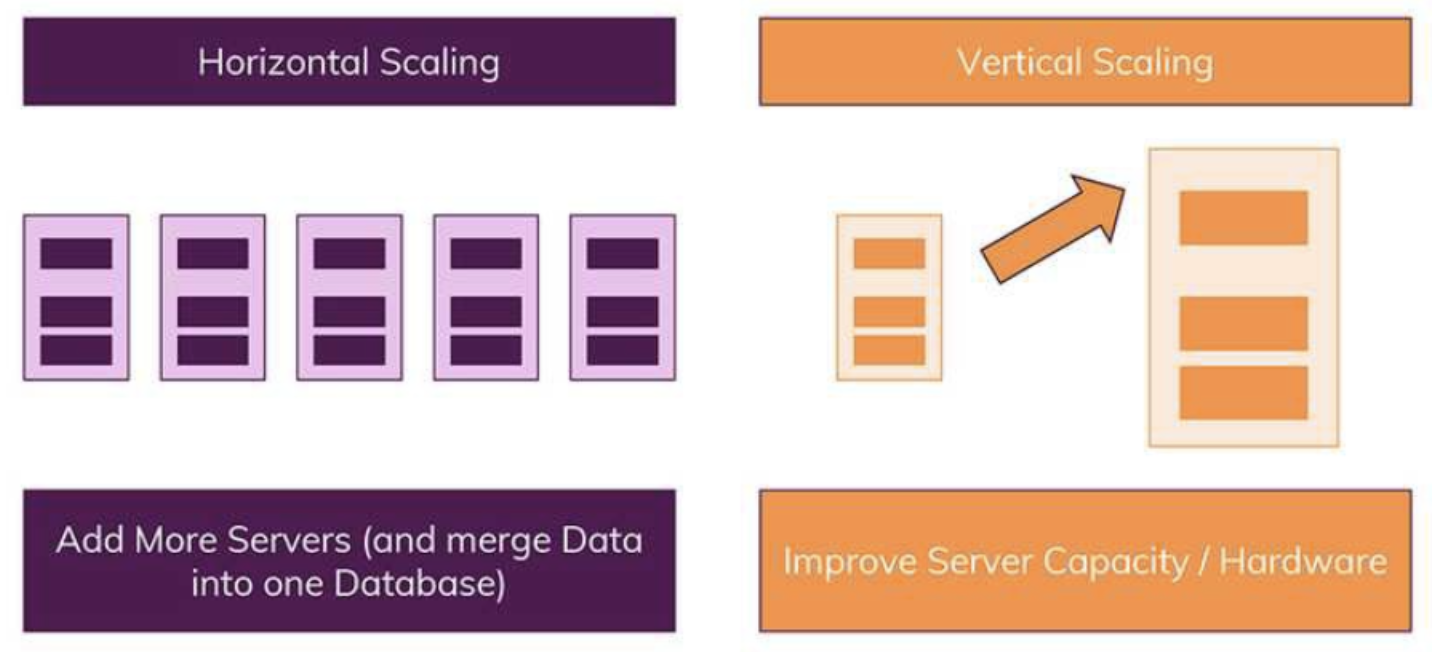 Horizontal Scaling
Vertical Scaling
Add More Servers (and merge Data
into one Database)
Improve Server Capacity / Hardware